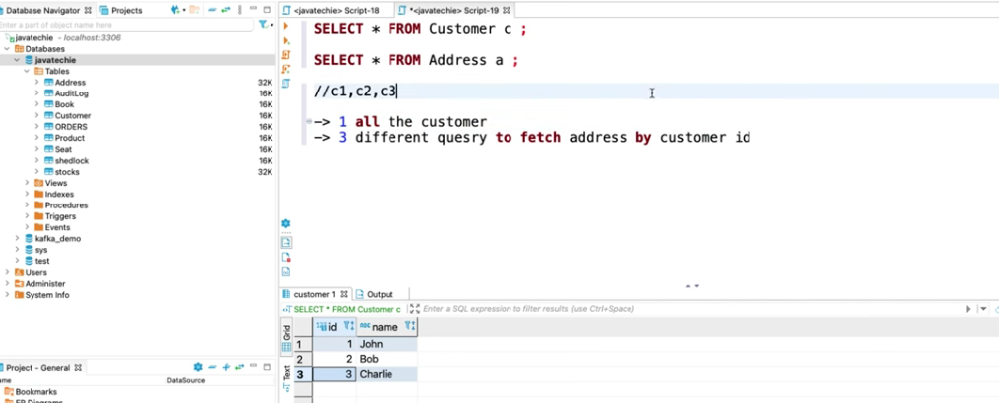 Database Navigator
Projects
Enter a part of object name here
javatechie - localhost:3306
Databases
javatechie
Tables
Address 32K
AuditLog 16K
Book 16K
Customer 16K
ORDERS 16K
Product 16K
Seat 16K
shedlock 16K
stocks 32K
Views
Indexes
Procedures
Triggers
Events
kafka_demo
sys
test
Users
Administer
System Info
Project - General
ame DataSource
Bookmarks
ER Diagrams
<javatechie> Script-18
*<javatechie> Script-19
SELECT * FROM Customer c ;
SELECT * FROM Address a ;
//c1,c2,c3
-> 1 all the customer
-> 3 different quesry to fetch address by customer id
customer 1
Output
SELECT * FROM Customer c
Enter a SQL expression to filter results (use Ctrl+Space)
Grid
Text
123 id
ABC name
1 1 John
2 2 Bob
3 3 Charlie